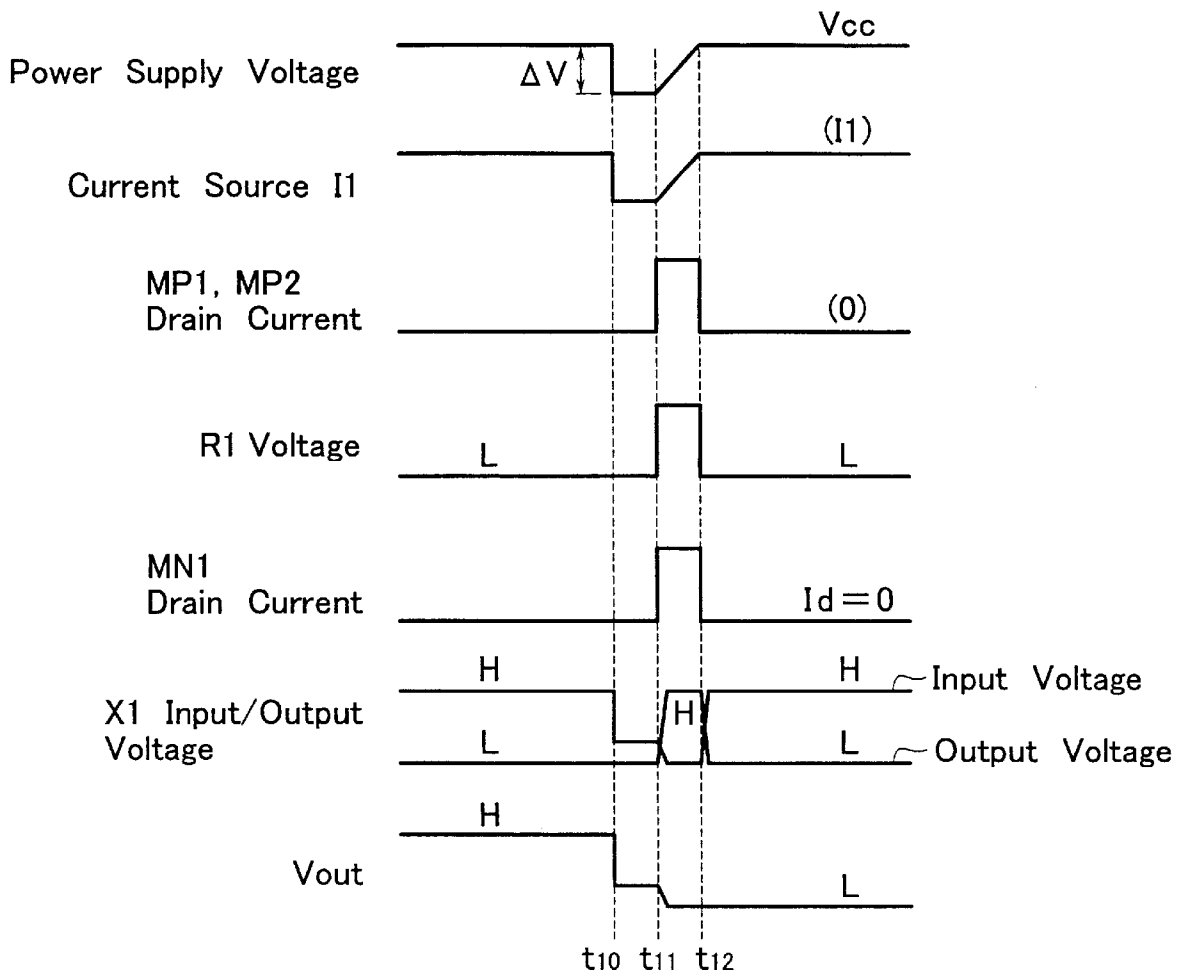 Vcc
Power Supply Voltage
ΔV
(I1)
Current Source I1
MP1, MP2
Drain Current
(0)
R1 Voltage
L
L
MN1
Drain Current
Id=0
H
H
Input Voltage
X1 Input/Output
Voltage
H
L
L
Output Voltage
H
Vout
L
t10 t11 t12